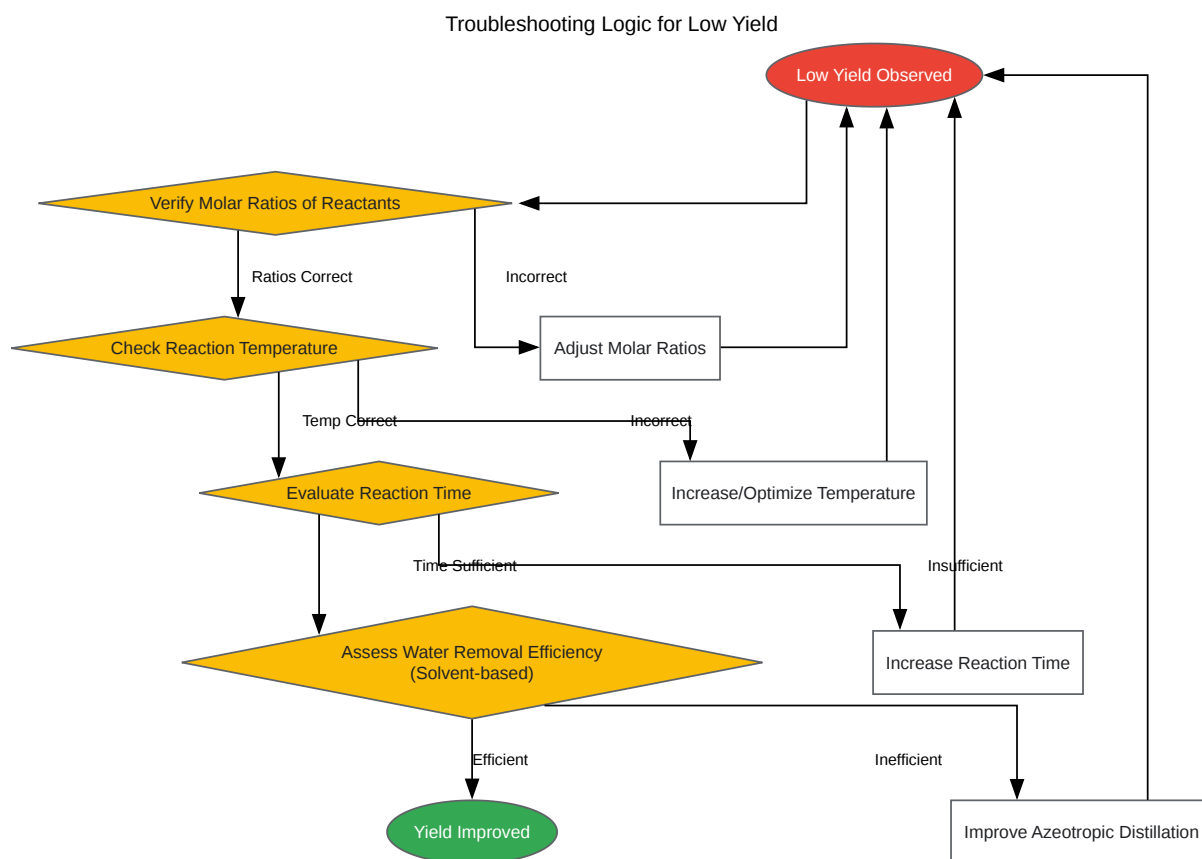 Troubleshooting Logic for Low Yield
Low Yield Observed
Verify Molar Ratios of Reactants
Ratios Correct
Incorrect
Check Reaction Temperature
Adjust Molar Ratios
Temp Correct
Incorrect
Evaluate Reaction Time
Increase/Optimize Temperature
Time Sufficient
Insufficient
Assess Water Removal Efficiency
(Solvent-based)
Increase Reaction Time
Efficient
Inefficient
Yield Improved
Improve Azeotropic Distillation